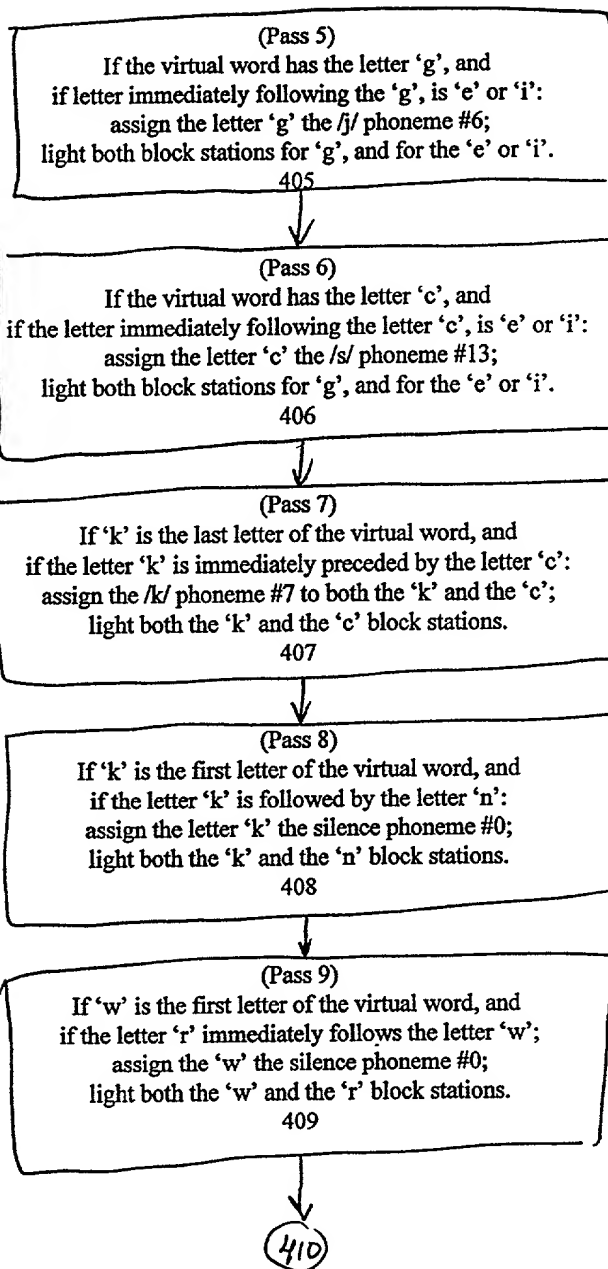 (Pass 5)
If the virtual word has the letter ‘g’, and
if letter immediately following the ‘g’, is ‘e’ or ‘i’:
assign the letter ‘g’ the /j/ phoneme #6;
light both block stations for ‘g’, and for the ‘e’ or ‘i’.
405
(Pass 6)
If the virtual word has the letter ‘c’, and
if the letter immediately following the letter ‘c’, is ‘e’ or ‘i’:
assign the letter ‘c’ the /s/ phoneme #13;
light both block stations for ‘g’, and for the ‘e’ or ‘i’.
406
(Pass 7)
If ‘k’ is the last letter of the virtual word, and
if the letter ‘k’ is immediately preceded by the letter ‘c’:
assign the /k/ phoneme #7 to both the ‘k’ and the ‘c’;
light both the ‘k’ and the ‘c’ block stations.
407
(Pass 8)
If ‘k’ is the first letter of the virtual word, and
if the letter ‘k’ is followed by the letter ‘n’:
assign the letter ‘k’ the silence phoneme #0;
light both the ‘k’ and the ‘n’ block stations.
408
(Pass 9)
If ‘w’ is the first letter of the virtual word, and
if the letter ‘r’ immediately follows the letter ‘w’;
assign the ‘w’ the silence phoneme #0;
light both the ‘w’ and the ‘r’ block stations.
409
410